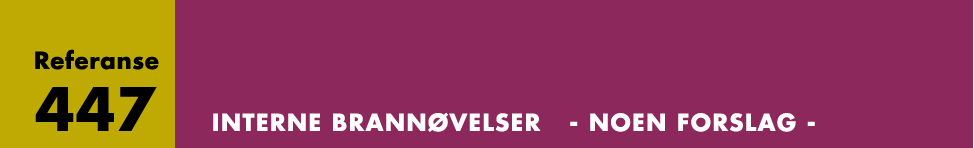 Referanse
447
INTERNE BRANNØVELSER - NOEN FORSLAG -